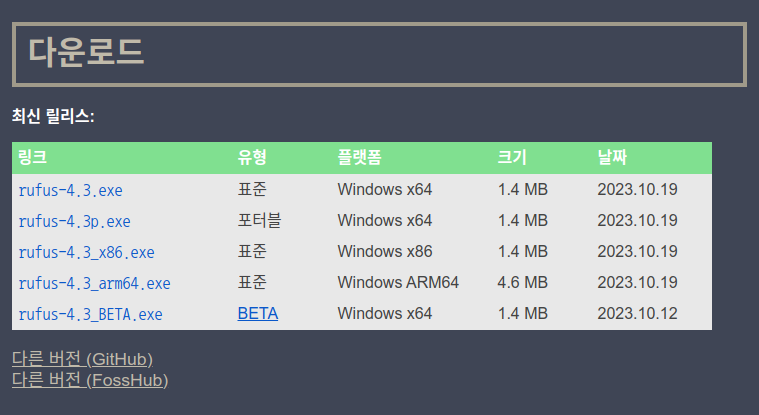 다운로드
최신 릴리스:
링크 유형 플랫폼 크기 날짜
rufus-4.3.exe 표준 Windows x64 1.4 MB 2023.10.19
rufus-4.3p.exe 포터블 Windows x64 1.4 MB 2023.10.19
rufus-4.3_x86.exe 표준 Windows x86 1.4 MB 2023.10.19
rufus-4.3_arm64.exe 표준 Windows ARM64 4.6 MB 2023.10.19
rufus-4.3_BETA.exe BETA Windows x64 1.4 MB 2023.10.12
다른 버전 (GitHub)
다른 버전 (FossHub)